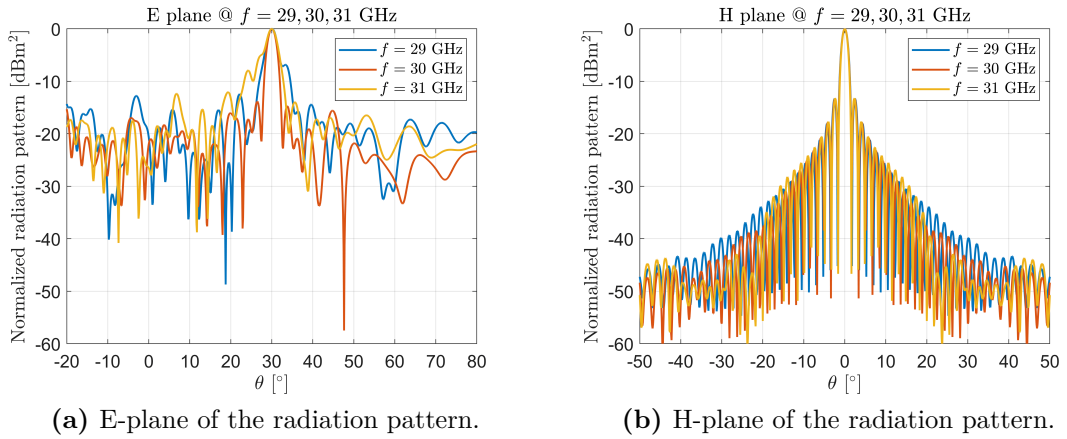 E plane @ f = 29, 30, 31 GHz
Normalized radiation pattern [dBm²]
0
-10
-20
-30
-40
-50
-60
f = 29 GHz
f = 30 GHz
f = 31 GHz
-20 -10 0 10 20 30 40 50 60 70 80
θ [°]
(a) E-plane of the radiation pattern.
H plane @ f = 29, 30, 31 GHz
Normalized radiation pattern [dBm²]
0
-10
-20
-30
-40
-50
-60
f = 29 GHz
f = 30 GHz
f = 31 GHz
-50 -40 -30 -20 -10 0 10 20 30 40 50
θ [°]
(b) H-plane of the radiation pattern.